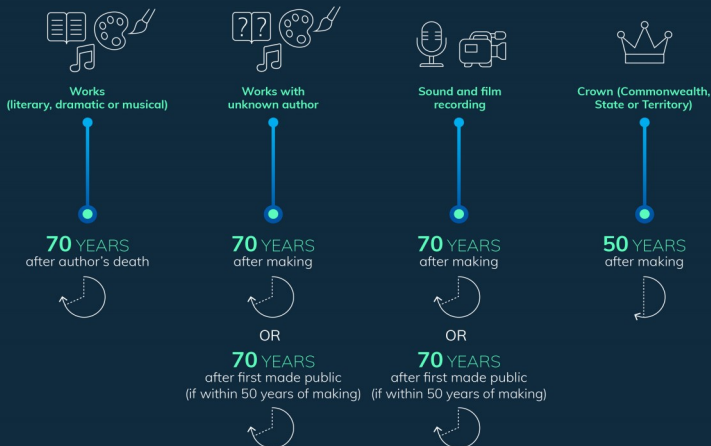 ??
Works
(literary, dramatic or musical)
70 YEARS
after author's death
Works with
unknown author
70 YEARS
after making
OR
70 YEARS
after first made public
(if within 50 years of making)
Sound and film
recording
70 YEARS
after making
OR
70 YEARS
after first made public
(if within 50 years of making)
Crown (Commonwealth,
State or Territory)
50 YEARS
after making